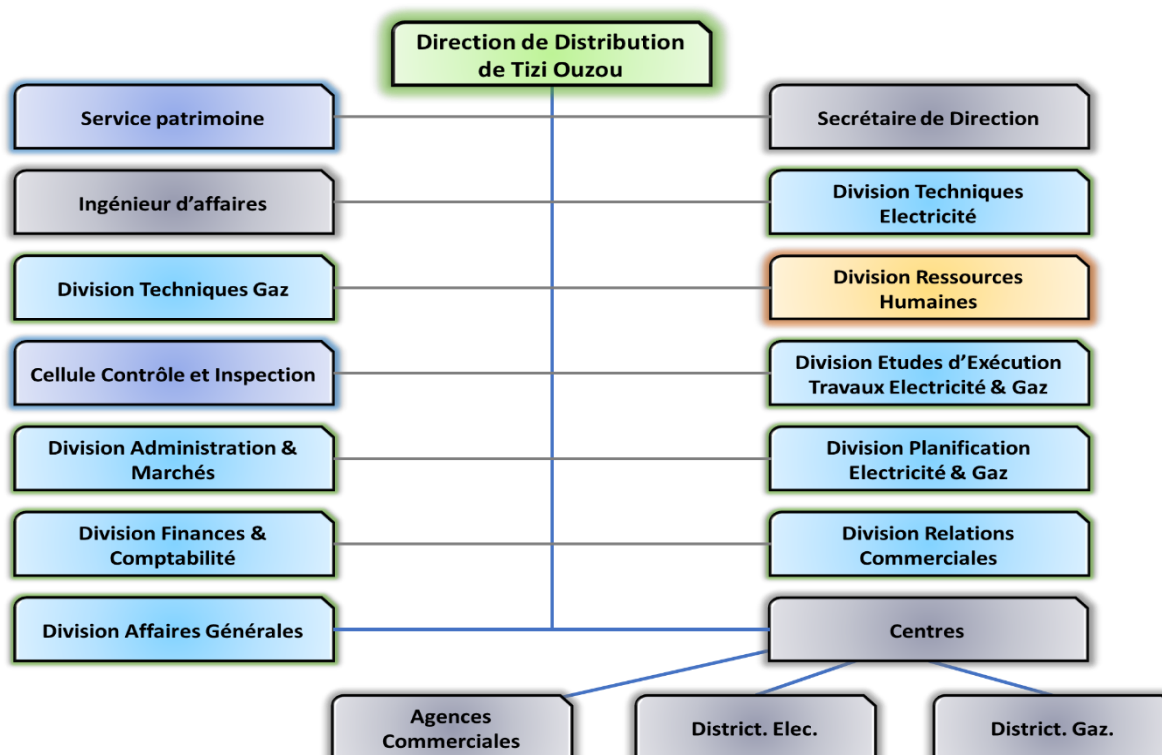 Direction de Distribution
de Tizi Ouzou
Service patrimoine
Secrétaire de Direction
Ingénieur d’affaires
Division Techniques
Electricité
Division Techniques Gaz
Division Ressources
Humaines
Cellule Contrôle et Inspection
Division Etudes d’Exécution
Travaux Electricité & Gaz
Division Administration &
Marchés
Division Planification
Electricité & Gaz
Division Finances &
Comptabilité
Division Relations
Commerciales
Division Affaires Générales
Centres
Agences
Commerciales
District. Elec.
District. Gaz.